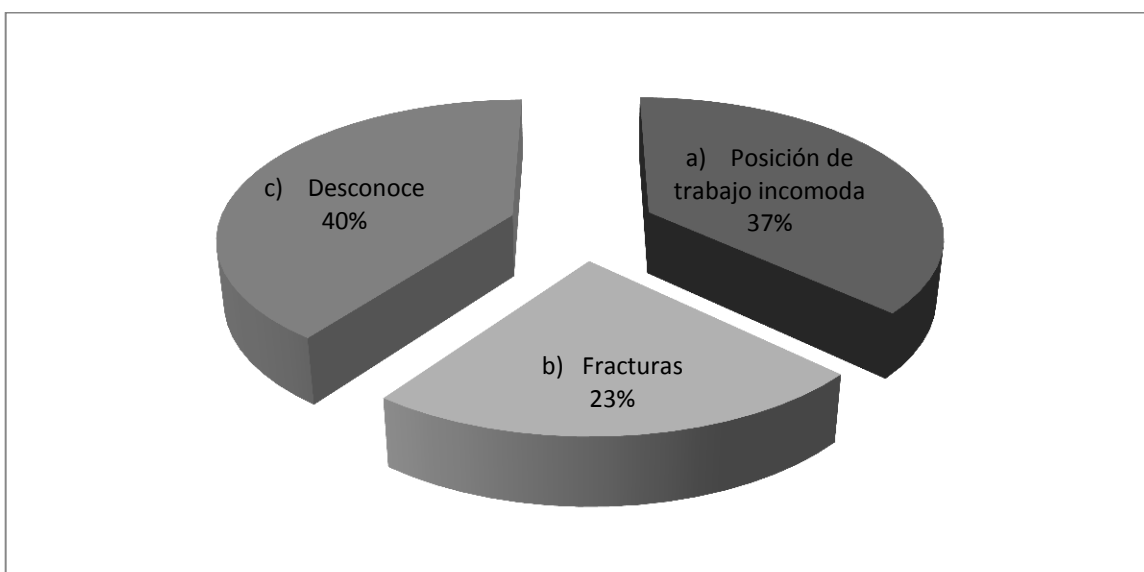 a) Posición de
trabajo incomoda
37%
b) Fracturas
23%
c) Desconoce
40%